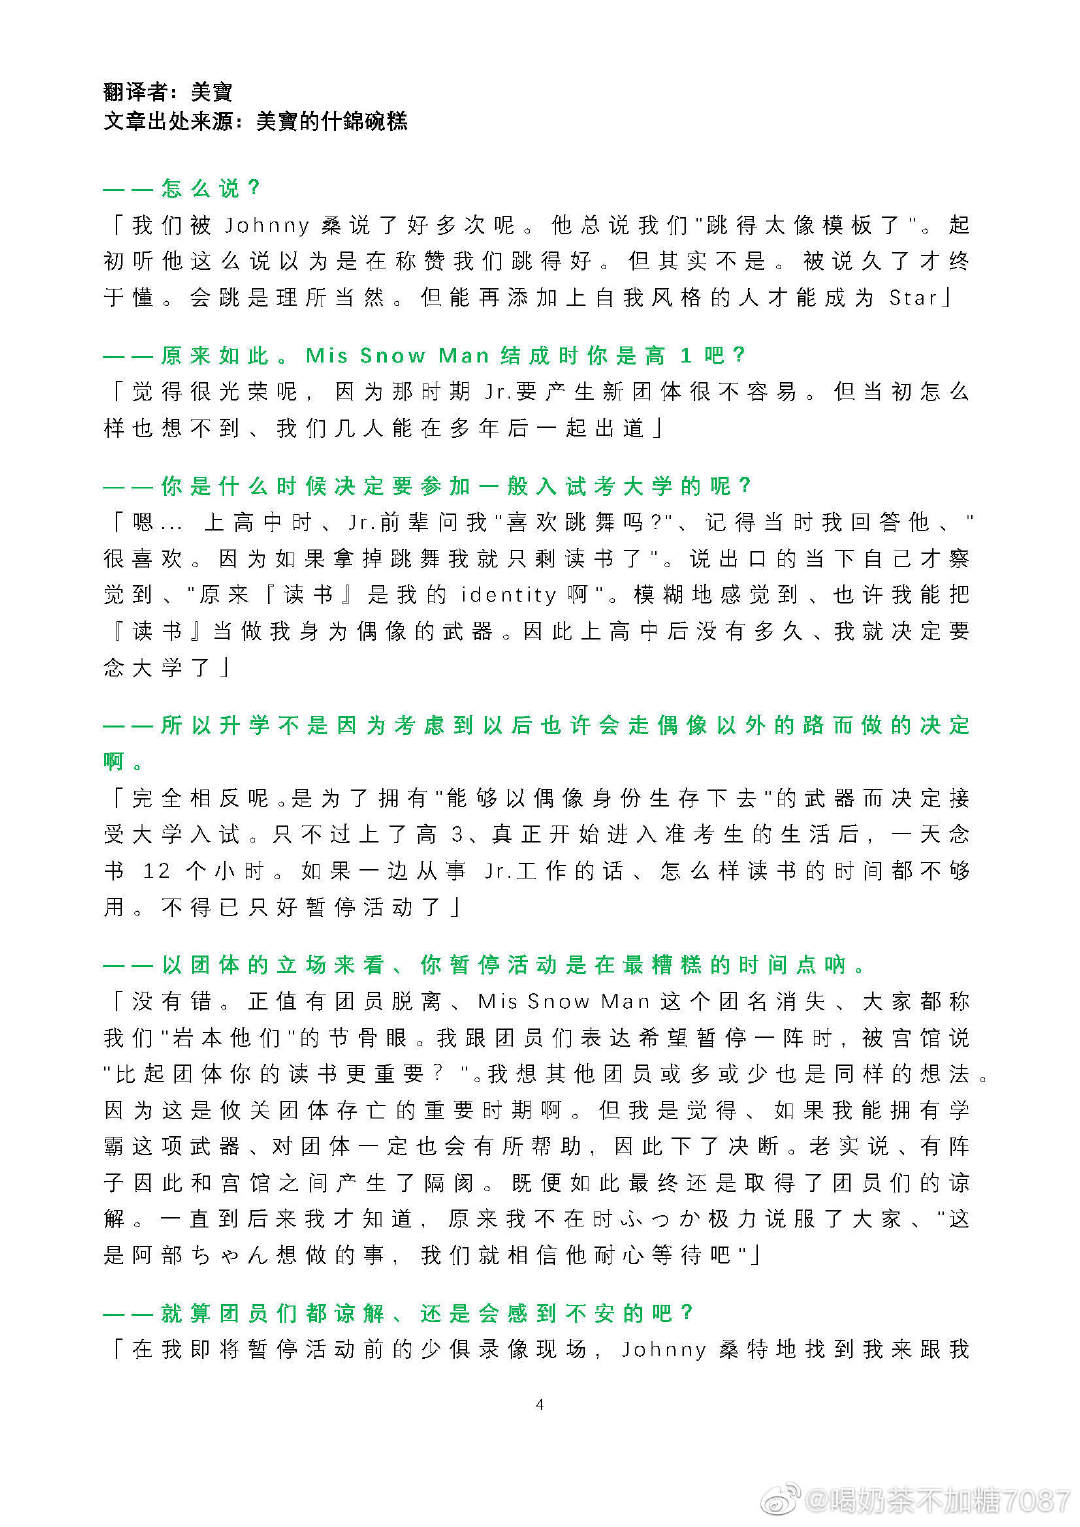 翻译者：美寶
文章出处来源：美寶的什錦碗糕
——怎么说？
「我们被 Johnny 桑说了好多次呢。他总说我们"跳得太像模板了"。起
初听他这么说以为是在称赞我们跳得好。但其实不是。被说久了才终
于懂。会跳是理所当然。但能再添加上自我风格的人才能成为 Star」
——原来如此。Mis Snow Man 结成时你是高 1 吧？
「觉得很光荣呢，因为那时期 Jr.要产生新团体很不容易。但当初怎么
样也想不到、我们几人能在多年后一起出道」
——你是什么时候决定要参加一般入试考大学的呢？
「嗯... 上高中时、Jr.前辈问我"喜欢跳舞吗?"、记得当时我回答他、"
很喜欢。因为如果拿掉跳舞我就只剩读书了"。说出口的当下自己才察
觉到、"原来『读书』是我的 identity 啊"。模糊地感觉到、也许我能把
『读书』当做我身为偶像的武器。因此上高中后没有多久、我就决定要
念大学了」
——所以升学不是因为考虑到以后也许会走偶像以外的路而做的决定
啊。
「完全相反呢。是为了拥有"能够以偶像身份生存下去"的武器而决定接
受大学入试。只不过上了高 3、真正开始进入准考生的生活后，一天念
书 12 个小时。如果一边从事 Jr.工作的话、怎么样读书的时间都不够
用。不得已只好暂停活动了」
——以团体的立场来看、你暂停活动是在最糟糕的时间点呐。
「没有错。正值有团员脱离、Mis Snow Man 这个团名消失、大家都称
我们"岩本他们"的节骨眼。我跟团员们表达希望暂停一阵时，被宫馆说
"比起团体你的读书更重要？"。我想其他团员或多或少也是同样的想法。
因为这是攸关团体存亡的重要时期啊。但我是觉得、如果我能拥有学
霸这项武器、对团体一定也会有所帮助，因此下了决断。老实说、有阵
子因此和宫馆之间产生了隔阂。既便如此最终还是取得了团员们的谅
解。一直到后来我才知道，原来我不在时ふっか极力说服了大家、"这
是阿部ちゃん想做的事，我们就相信他耐心等待吧"」
——就算团员们都谅解、还是会感到不安的吧？
「在我即将暂停活动前的少俱录像现场，Johnny 桑特地找到我来跟我
4
@喝奶茶不加糖7087